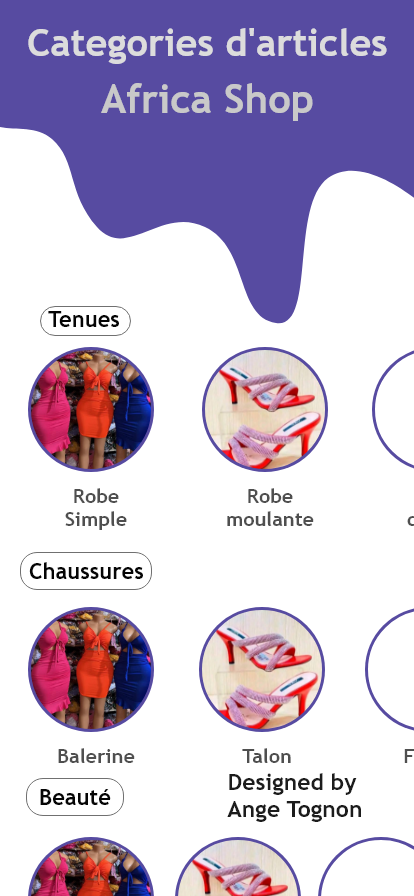 Categories d'articles
Africa Shop
Tenues
Robe
Simple
Robe
moulante
Chaussures
Balerine
Talon
Beauté
Designed by
Ange Tognon